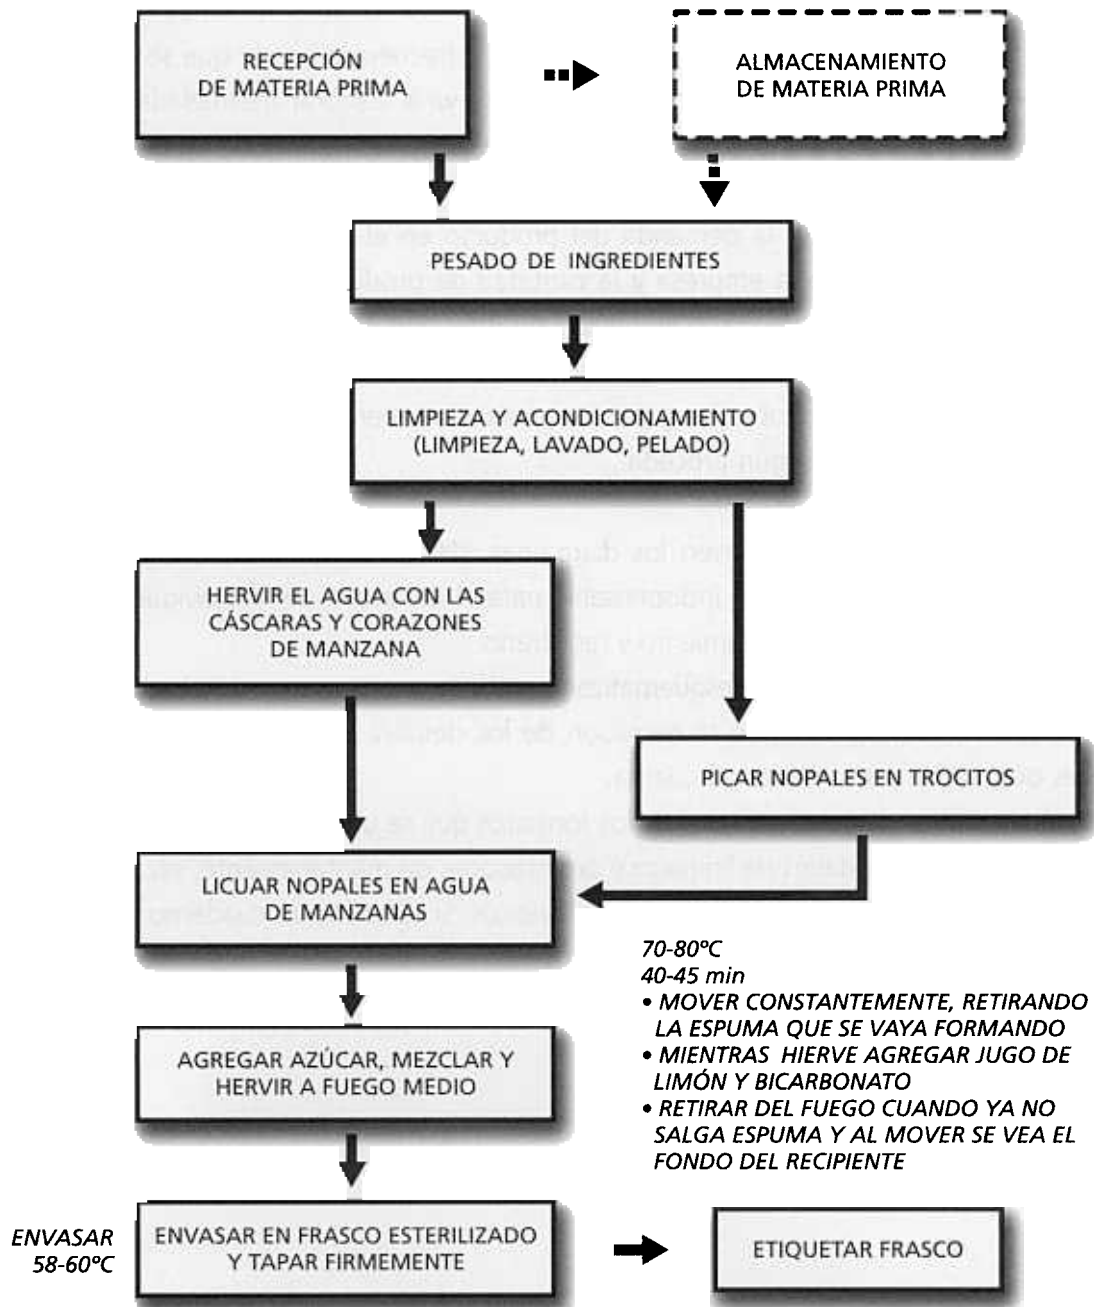 RECEPCIÓN
DE MATERIA PRIMA
ALMACENAMIENTO
DE MATERIA PRIMA
PESADO DE INGREDIENTES
LIMPIEZA Y ACONDICIONAMIENTO
(LIMPIEZA, LAVADO, PELADO)
HERVIR EL AGUA CON LAS
CÁSCARAS Y CORAZONES
DE MANZANA
PICAR NOPALES EN TROCITOS
LICUAR NOPALES EN AGUA
DE MANZANAS
70-80ºC
40-45 min
• MOVER CONSTANTEMENTE, RETIRANDO
LA ESPUMA QUE SE VAYA FORMANDO
• MIENTRAS HIERVE AGREGAR JUGO DE
LIMÓN Y BICARBONATO
• RETIRAR DEL FUEGO CUANDO YA NO
SALGA ESPUMA Y AL MOVER SE VEA EL
FONDO DEL RECIPIENTE
AGREGAR AZÚCAR, MEZCLAR Y
HERVIR A FUEGO MEDIO
ENVASAR
58-60ºC
ENVASAR EN FRASCO ESTERILIZADO
Y TAPAR FIRMEMENTE
ETIQUETAR FRASCO